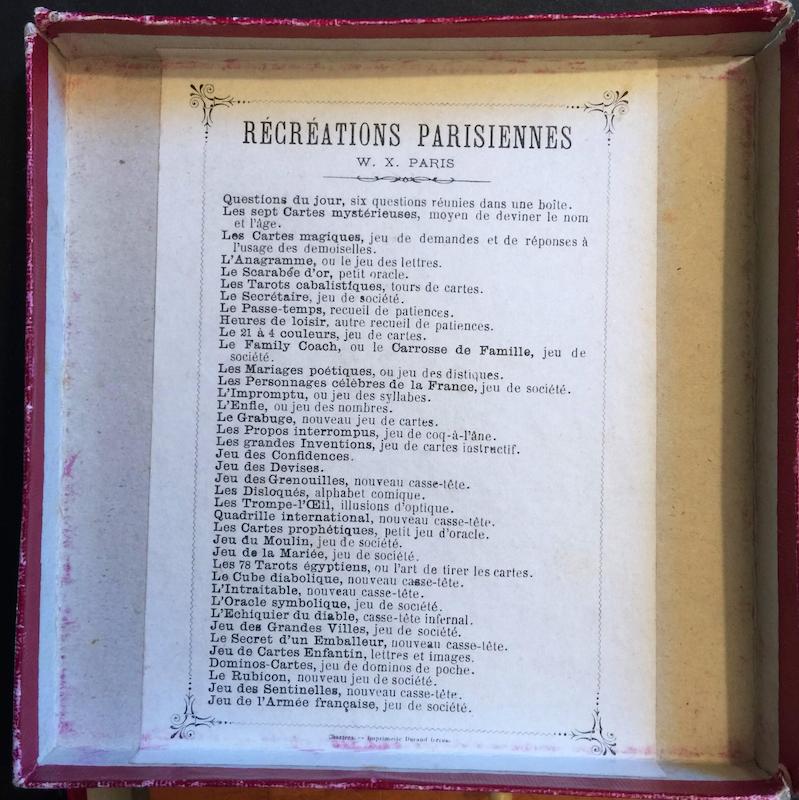 RÉCRÉATIONS PARISIENNES
W. X. PARIS
Questions du jour, six questions réunies dans une boîte.
Les sept Cartes mystérieuses, moyen de deviner le nom
et l'âge.
Les Cartes magiques, jeu de demandes et de réponses à
l'usage des demoiselles.
L'Anagramme, ou le jeu des lettres.
Le Scarabée d'or, petit oracle.
Les Tarots cabalistiques, tours de cartes.
Le Secrétaire, jeu de société.
Le Passe-temps, recueil de patiences.
Heures de loisir, autre recueil de patiences.
Le 21 à 4 couleurs, jeu de cartes.
Le Family Coach, ou le Carrosse de Famille, jeu de
société.
Les Mariages poétiques, ou jeu des distiques.
Les Personnages célèbres de la France, jeu de société.
L'Impromptu, ou jeu des syllabes.
L'Enfle, ou jeu des nombres.
Le Grabuge, nouveau jeu de cartes.
Les Propos interrompus, jeu de coq-à-l'âne.
Les grandes Inventions, jeu de cartes instructif.
Jeu des Confidences.
Jeu des Devises.
Jeu des Grenouilles, nouveau casse-tête.
Les Disloqués, alphabet comique.
Les Trompe-l'Œil, illusions d'optique.
Quadrille international, nouveau casse-tête.
Les Cartes prophétiques, petit jeu d'oracle.
Jeu du Moulin, jeu de société.
Jeu de la Mariée, jeu de société.
Les 78 Tarots égyptiens, ou l'art de tirer les cartes.
Le Cube diabolique, nouveau casse-tête.
L'Intraitable, nouveau casse-tête.
L'Oracle symbolique, jeu de société.
L'Echiquier du diable, casse-tête infernal.
Jeu des Grandes Villes, jeu de société.
Le Secret d'un Emballeur, nouveau casse-tête.
Jeu de Cartes Enfantin, lettres et images.
Dominos-Cartes, jeu de dominos de poche.
Le Rubicon, nouveau jeu de société.
Jeu des Sentinelles, nouveau casse-tête.
Jeu de l'Armée française, jeu de société.
Chartres. — Imprimerie Durand frères.